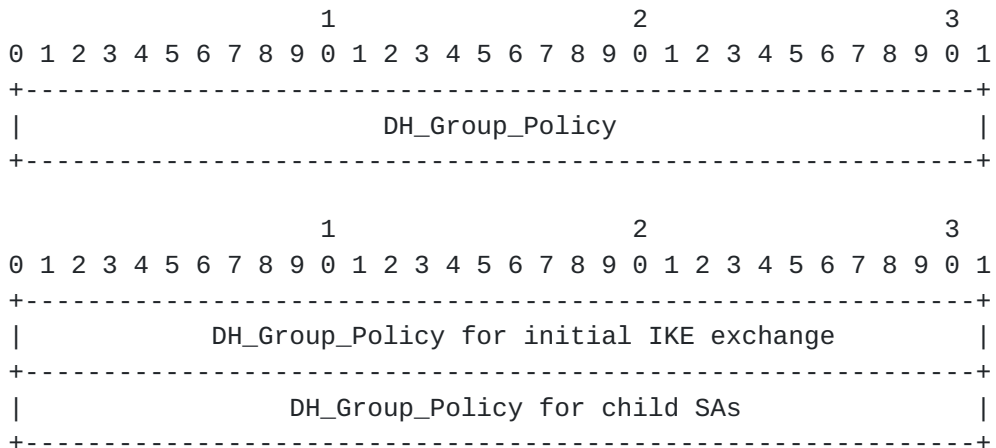 1                   2                   3
0 1 2 3 4 5 6 7 8 9 0 1 2 3 4 5 6 7 8 9 0 1 2 3 4 5 6 7 8 9 0 1
+-------------------------------------------------------------+
|                       DH_Group_Policy                       |
+-------------------------------------------------------------+
                    1                   2                   3
0 1 2 3 4 5 6 7 8 9 0 1 2 3 4 5 6 7 8 9 0 1 2 3 4 5 6 7 8 9 0 1
+-------------------------------------------------------------+
|            DH_Group_Policy for initial IKE exchange         |
+-------------------------------------------------------------+
|                 DH_Group_Policy for child SAs               |
+-------------------------------------------------------------+